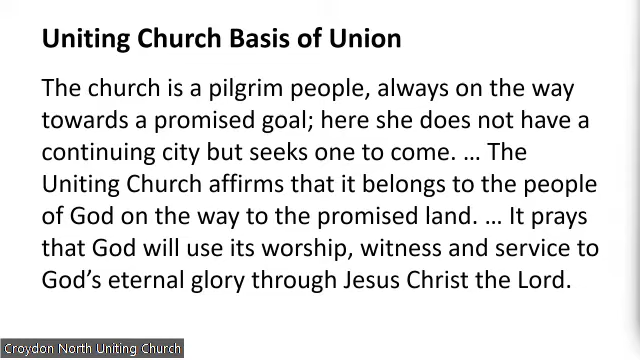 Uniting Church Basis of Union
The church is a pilgrim people, always on the way
towards a promised goal; here she does not have a
continuing city but seeks one to come. … The
Uniting Church affirms that it belongs to the people
of God on the way to the promised land. … It prays
that God will use its worship, witness and service to
God’s eternal glory through Jesus Christ the Lord.
Croydon North Uniting Church